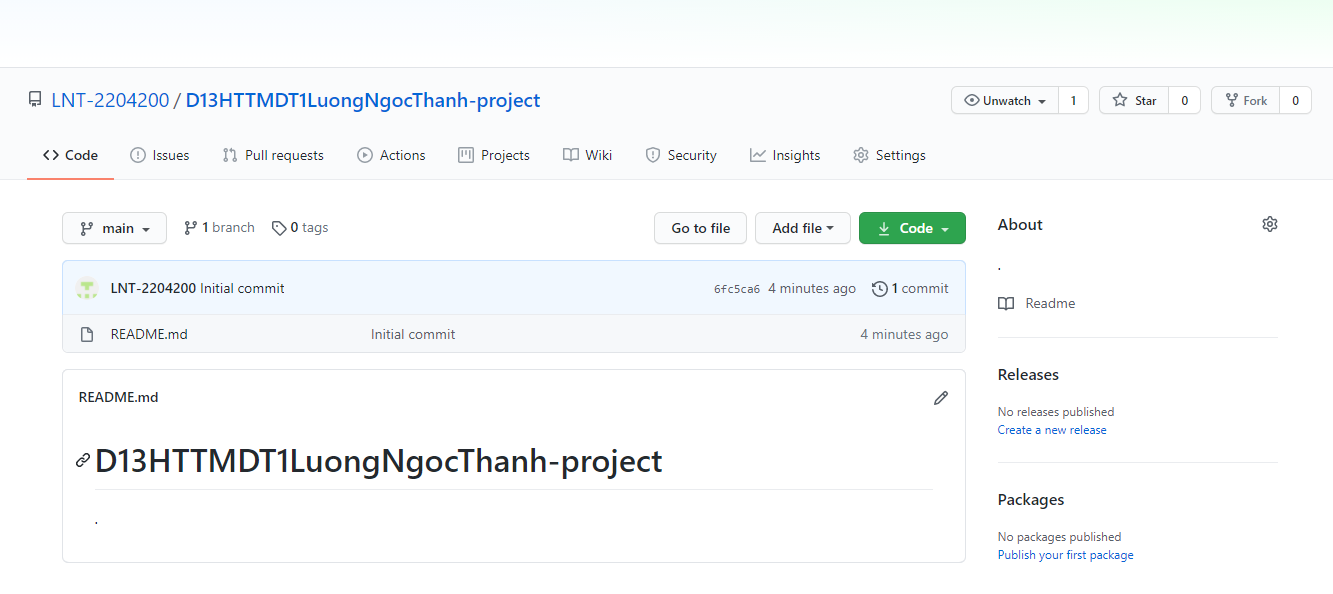 LNT-2204200 / D13HTTMDT1LuongNgocThanh-project
Unwatch 1 Star 0 Fork 0
Code Issues Pull requests Actions Projects Wiki Security Insights Settings
main 1 branch 0 tags Go to file Add file Code
LNT-2204200 Initial commit 6fc5ca6 4 minutes ago 1 commit
README.md Initial commit 4 minutes ago
README.md
D13HTTMDT1LuongNgocThanh-project
.
About
.
Readme
Releases
No releases published
Create a new release
Packages
No packages published
Publish your first package